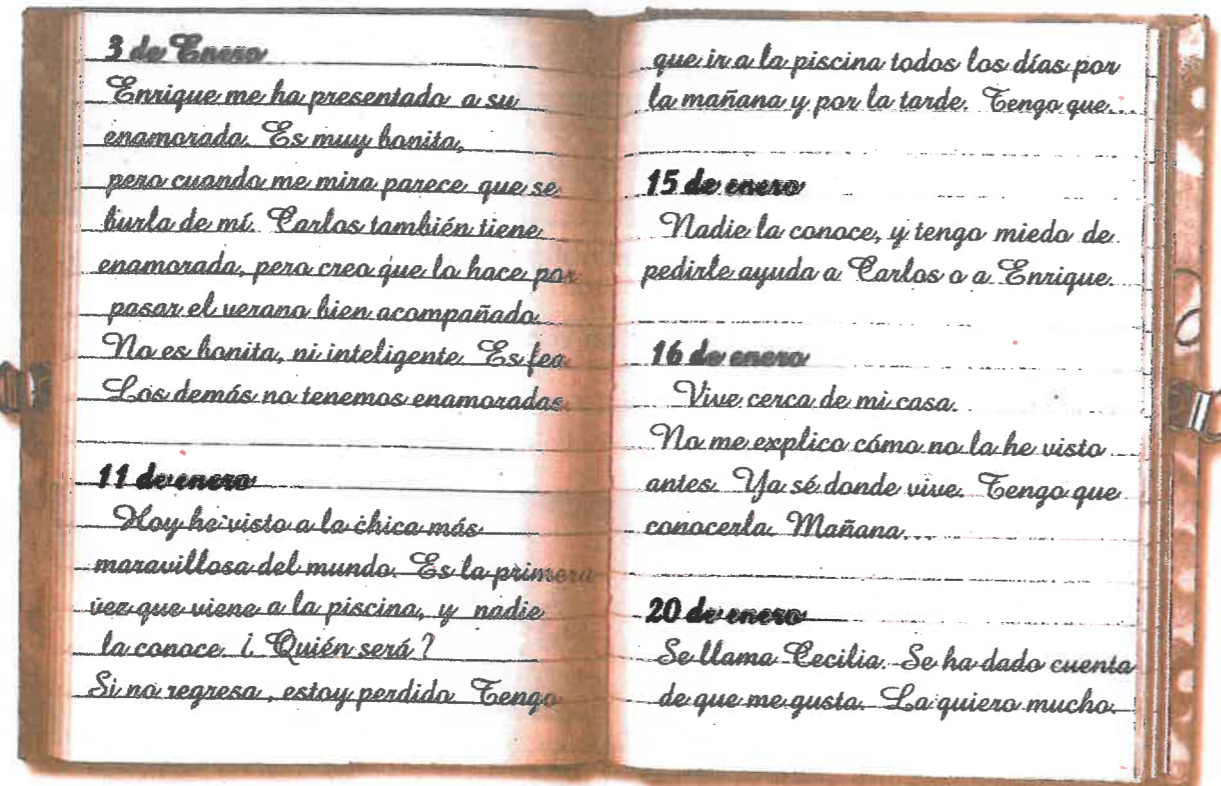 3 de Enero
Enrique me ha presentado a su
enamorada. Es muy bonita,
pero cuando me mira parece que se
burla de mí. Carlos también tiene
enamorada, pero creo que lo hace por
pasar el verano bien acompañado.
No es bonita, ni inteligente. Es fea
Los demás no tenemos enamoradas.
11 de enero
Hoy he visto a la chica más
maravillosa del mundo. Es la primera
vez que viene a la piscina, y nadie
la conoce. ¿Quién será?
Si no regresa, estoy perdido. Tengo
que ir a la piscina todos los días por
la mañana y por la tarde. Tengo que...
15 de enero
Nadie la conoce, y tengo miedo de
pedirle ayuda a Carlos o a Enrique.
16 de enero
Vive cerca de mi casa.
No me explico cómo no la he visto
antes. Ya sé donde vive. Tengo que
conocerla. Mañana...
20 de enero
Se llama Cecilia. Se ha dado cuenta
de que me gusta. La quiero mucho.